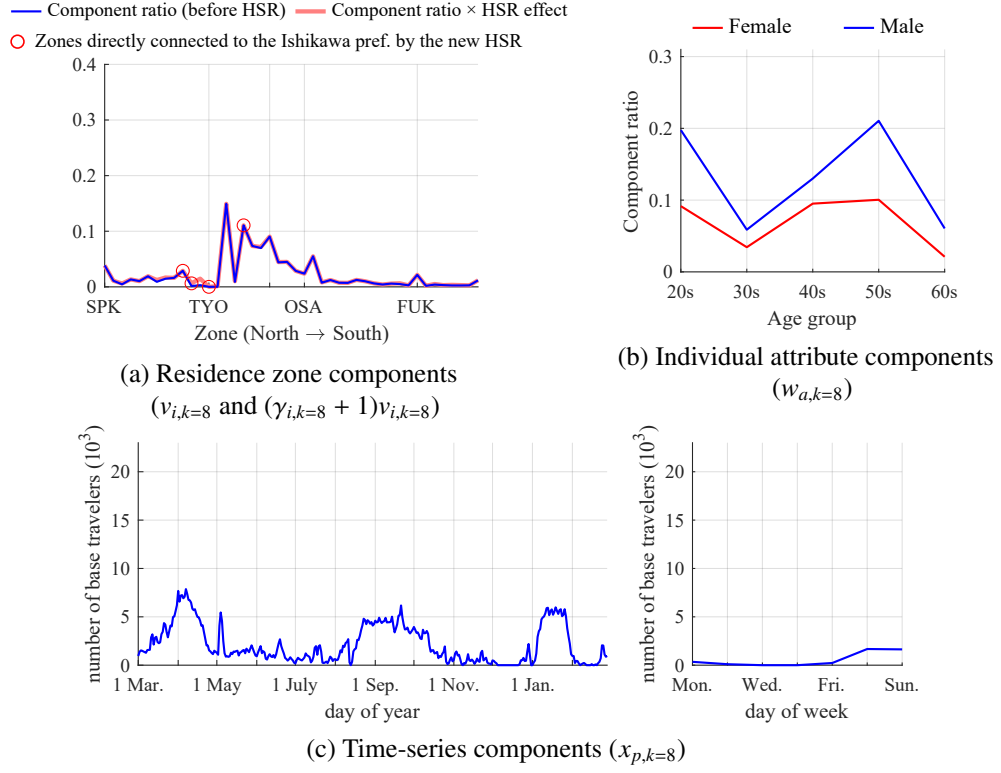 Component ratio (before HSR) Component ratio × HSR effect
Zones directly connected to the Ishikawa pref. by the new HSR
0.4
0.3
0.2
0.1
0
SPK TYO OSA FUK
Zone (North → South)
(a) Residence zone components
(v_{i,k=8} and (γ_{i,k=8} + 1)v_{i,k=8})
Female Male
Component ratio
0.3
0.2
0.1
0
20s 30s 40s 50s 60s
Age group
(b) Individual attribute components
(w_{a,k=8})
number of base travelers (10³)
20
15
10
5
0
1 Mar. 1 May 1 July 1 Sep. 1 Nov. 1 Jan.
day of year
number of base travelers (10³)
20
15
10
5
0
Mon. Wed. Fri. Sun.
day of week
(c) Time-series components (x_{p,k=8})